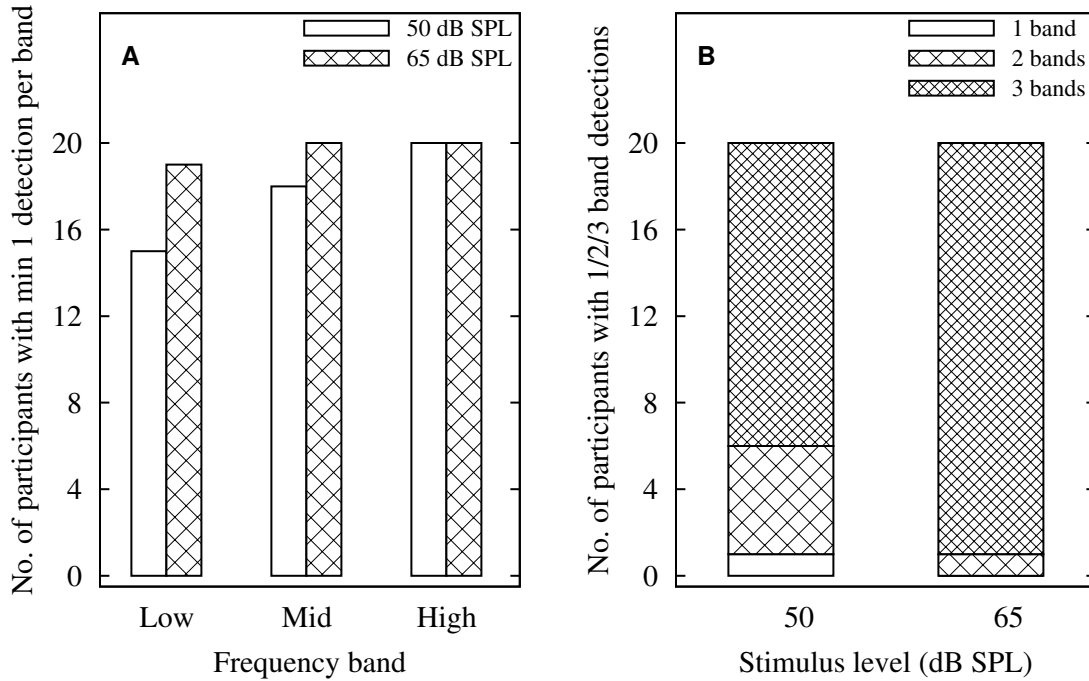 No. of participants with min 1 detection per band
A
50 dB SPL
65 dB SPL
20
16
12
8
4
0
Low Mid High
Frequency band
No. of participants with 1/2/3 band detections
B
1 band
2 bands
3 bands
20
16
12
8
4
0
50 65
Stimulus level (dB SPL)